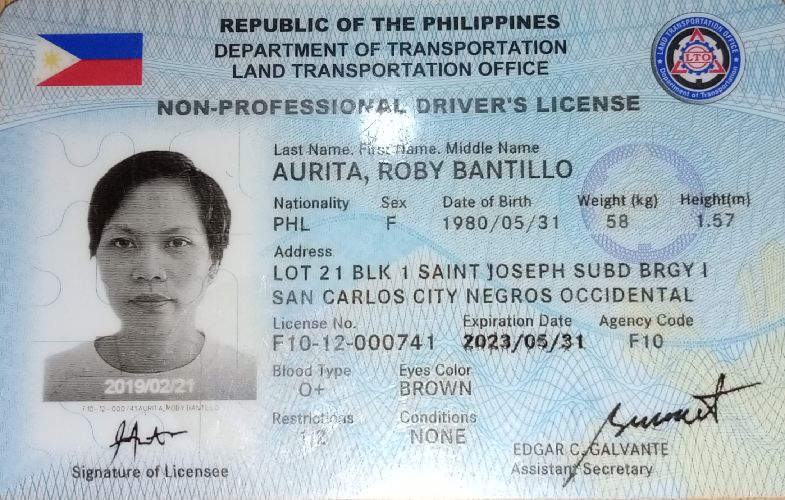 REPUBLIC OF THE PHILIPPINES
DEPARTMENT OF TRANSPORTATION
LAND TRANSPORTATION OFFICE
LAND TRANSPORTATION OFFICE
LTO
Department of Transportation
NON-PROFESSIONAL DRIVER'S LICENSE
Last Name. First Name. Middle Name
AURITA, ROBY BANTILLO
Nationality Sex Date of Birth Weight (kg) Height(m)
PHL F 1980/05/31 58 1.57
Address
LOT 21 BLK 1 SAINT JOSEPH SUBD BRGY I
SAN CARLOS CITY NEGROS OCCIDENTAL
License No. Expiration Date Agency Code
F10-12-000741 2023/05/31 F10
Blood Type Eyes Color
O+ BROWN
Restrictions Conditions
1,2 NONE
2019/02/21
F10-12-000741AURITA, ROBY BANTILLO
Signature of Licensee
EDGAR C. GALVANTE
Assistant Secretary